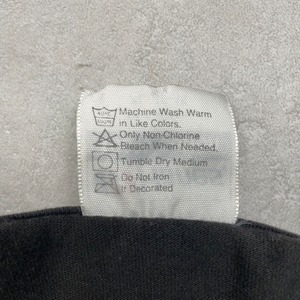 Machine Wash Warm
in Like Colors.
Only Non-Chlorine
Bleach When Needed.
Tumble Dry Medium
Do Not Iron
If Decorated